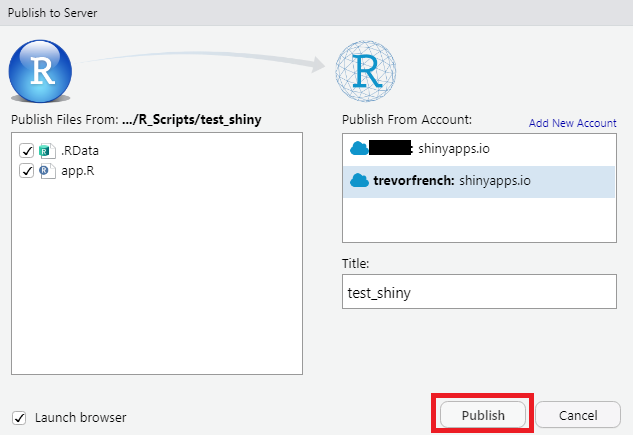 Publish to Server
R
R
Publish Files From: .../R_Scripts/test_shiny
.RData
app.R
Publish From Account:
Add New Account
: shinyapps.io
trevorfrench: shinyapps.io
Title:
test_shiny
Launch browser
Publish
Cancel